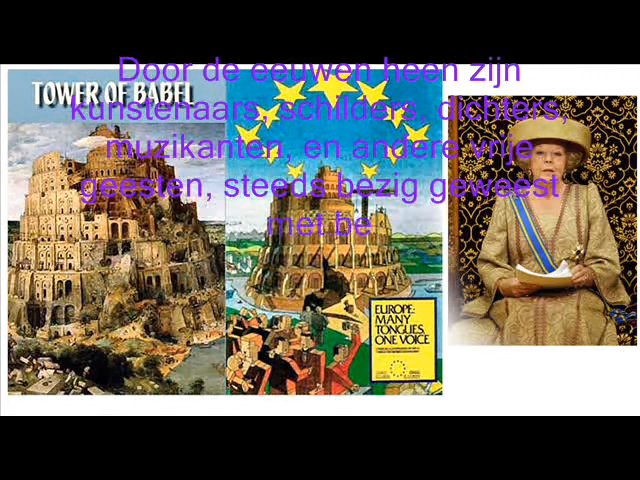 Door de eeuwen heen zijn
TOWER OF BABEL
kunstenaars, schilders, dichters,
muzikanten, en andere vrije
geesten, steeds bezig geweest
met be
EUROPE:
MANY
TONGUES,
ONE VOICE